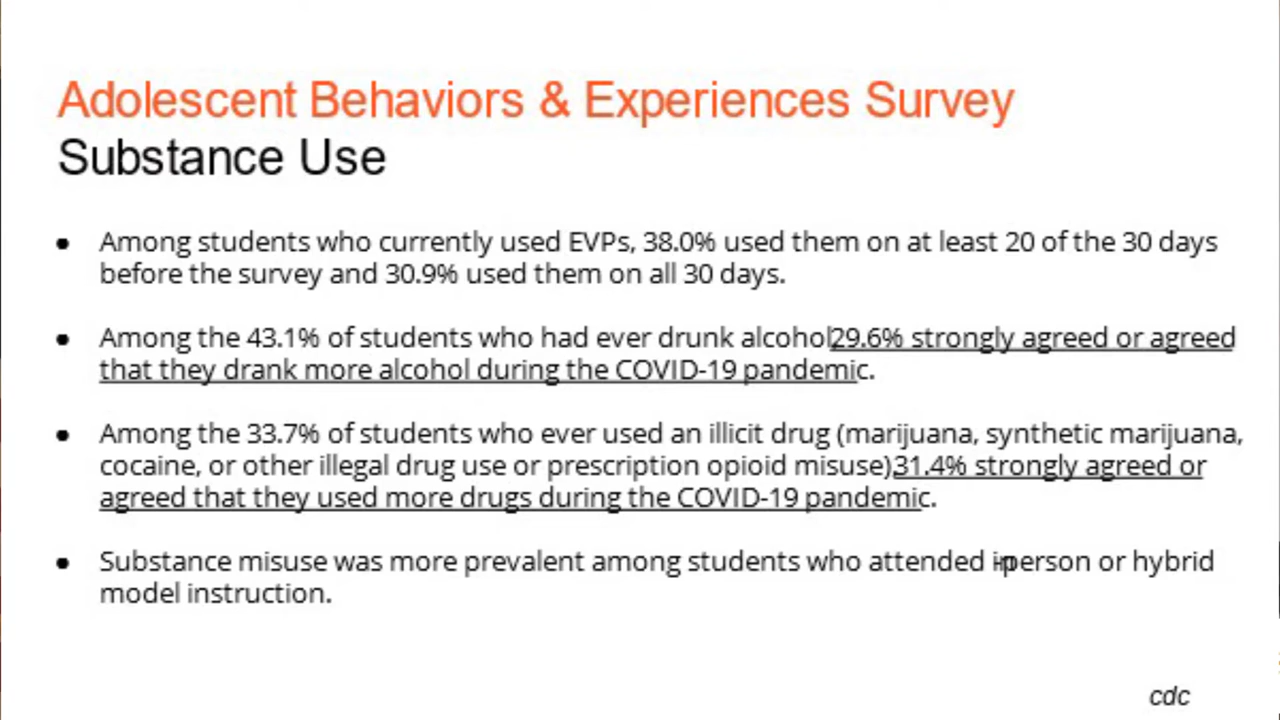 Adolescent Behaviors & Experiences Survey
Substance Use
● Among students who currently used EVPs, 38.0% used them on at least 20 of the 30 days
before the survey and 30.9% used them on all 30 days.
● Among the 43.1% of students who had ever drunk alcohol29.6% strongly agreed or agreed
that they drank more alcohol during the COVID-19 pandemic.
● Among the 33.7% of students who ever used an illicit drug (marijuana, synthetic marijuana,
cocaine, or other illegal drug use or prescription opioid misuse)31.4% strongly agreed or
agreed that they used more drugs during the COVID-19 pandemic.
● Substance misuse was more prevalent among students who attended in-person or hybrid
model instruction.
cdc